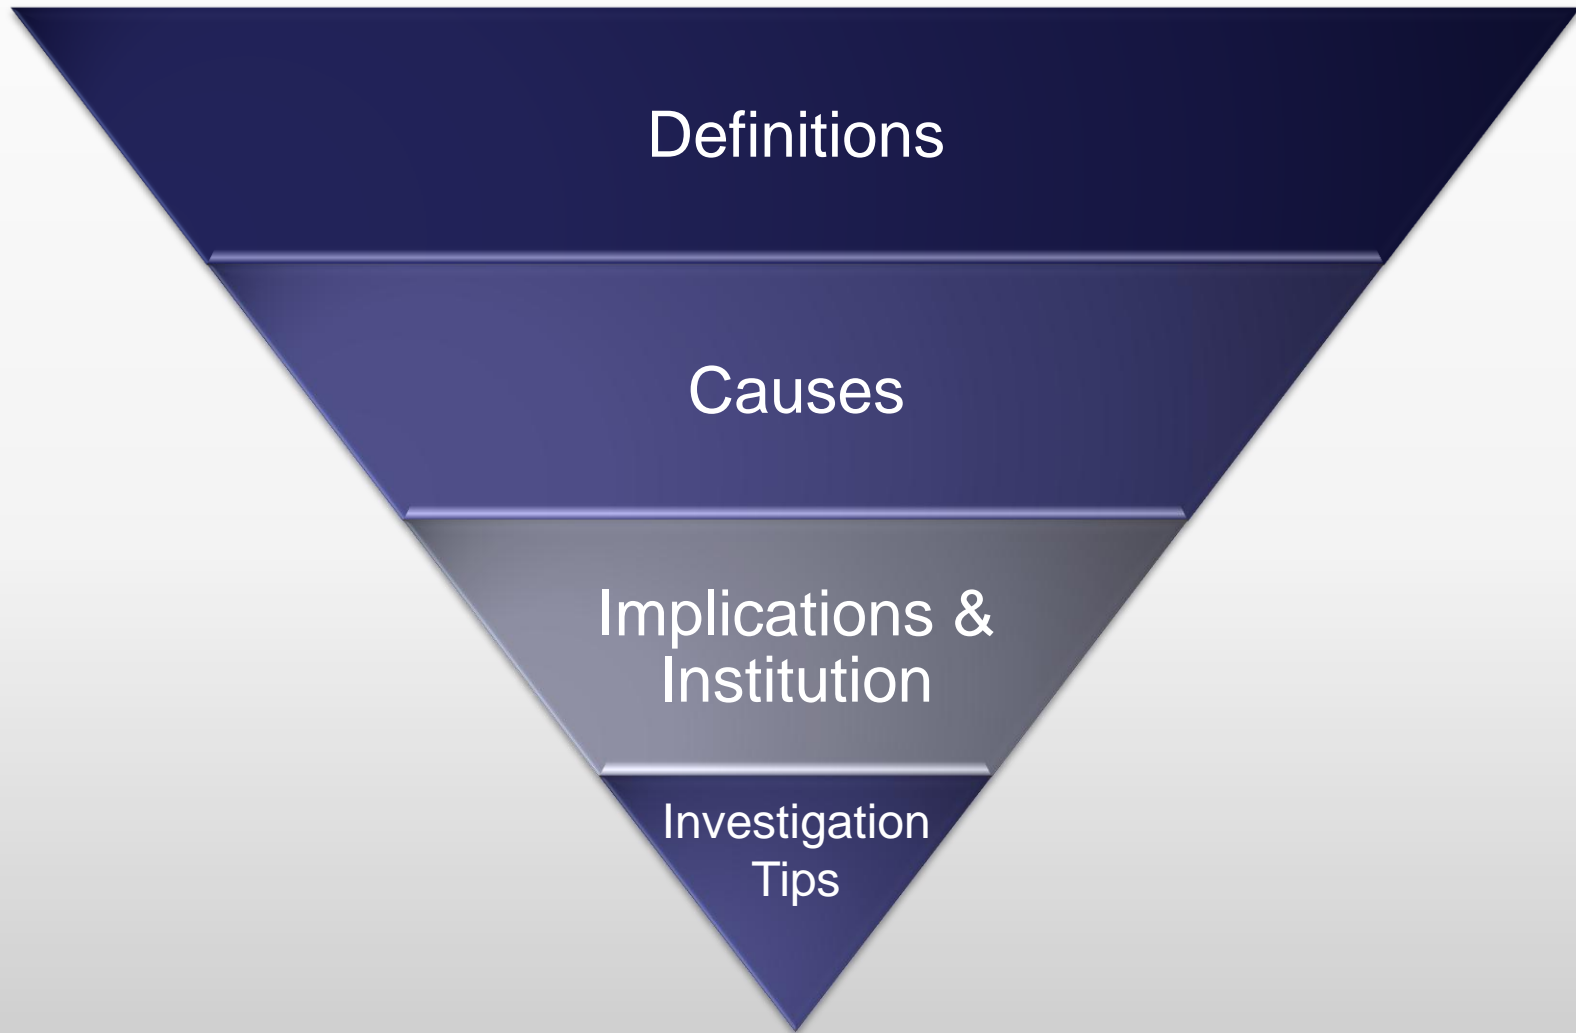 Definitions
Causes
Implications &
Institution
Investigation
Tips